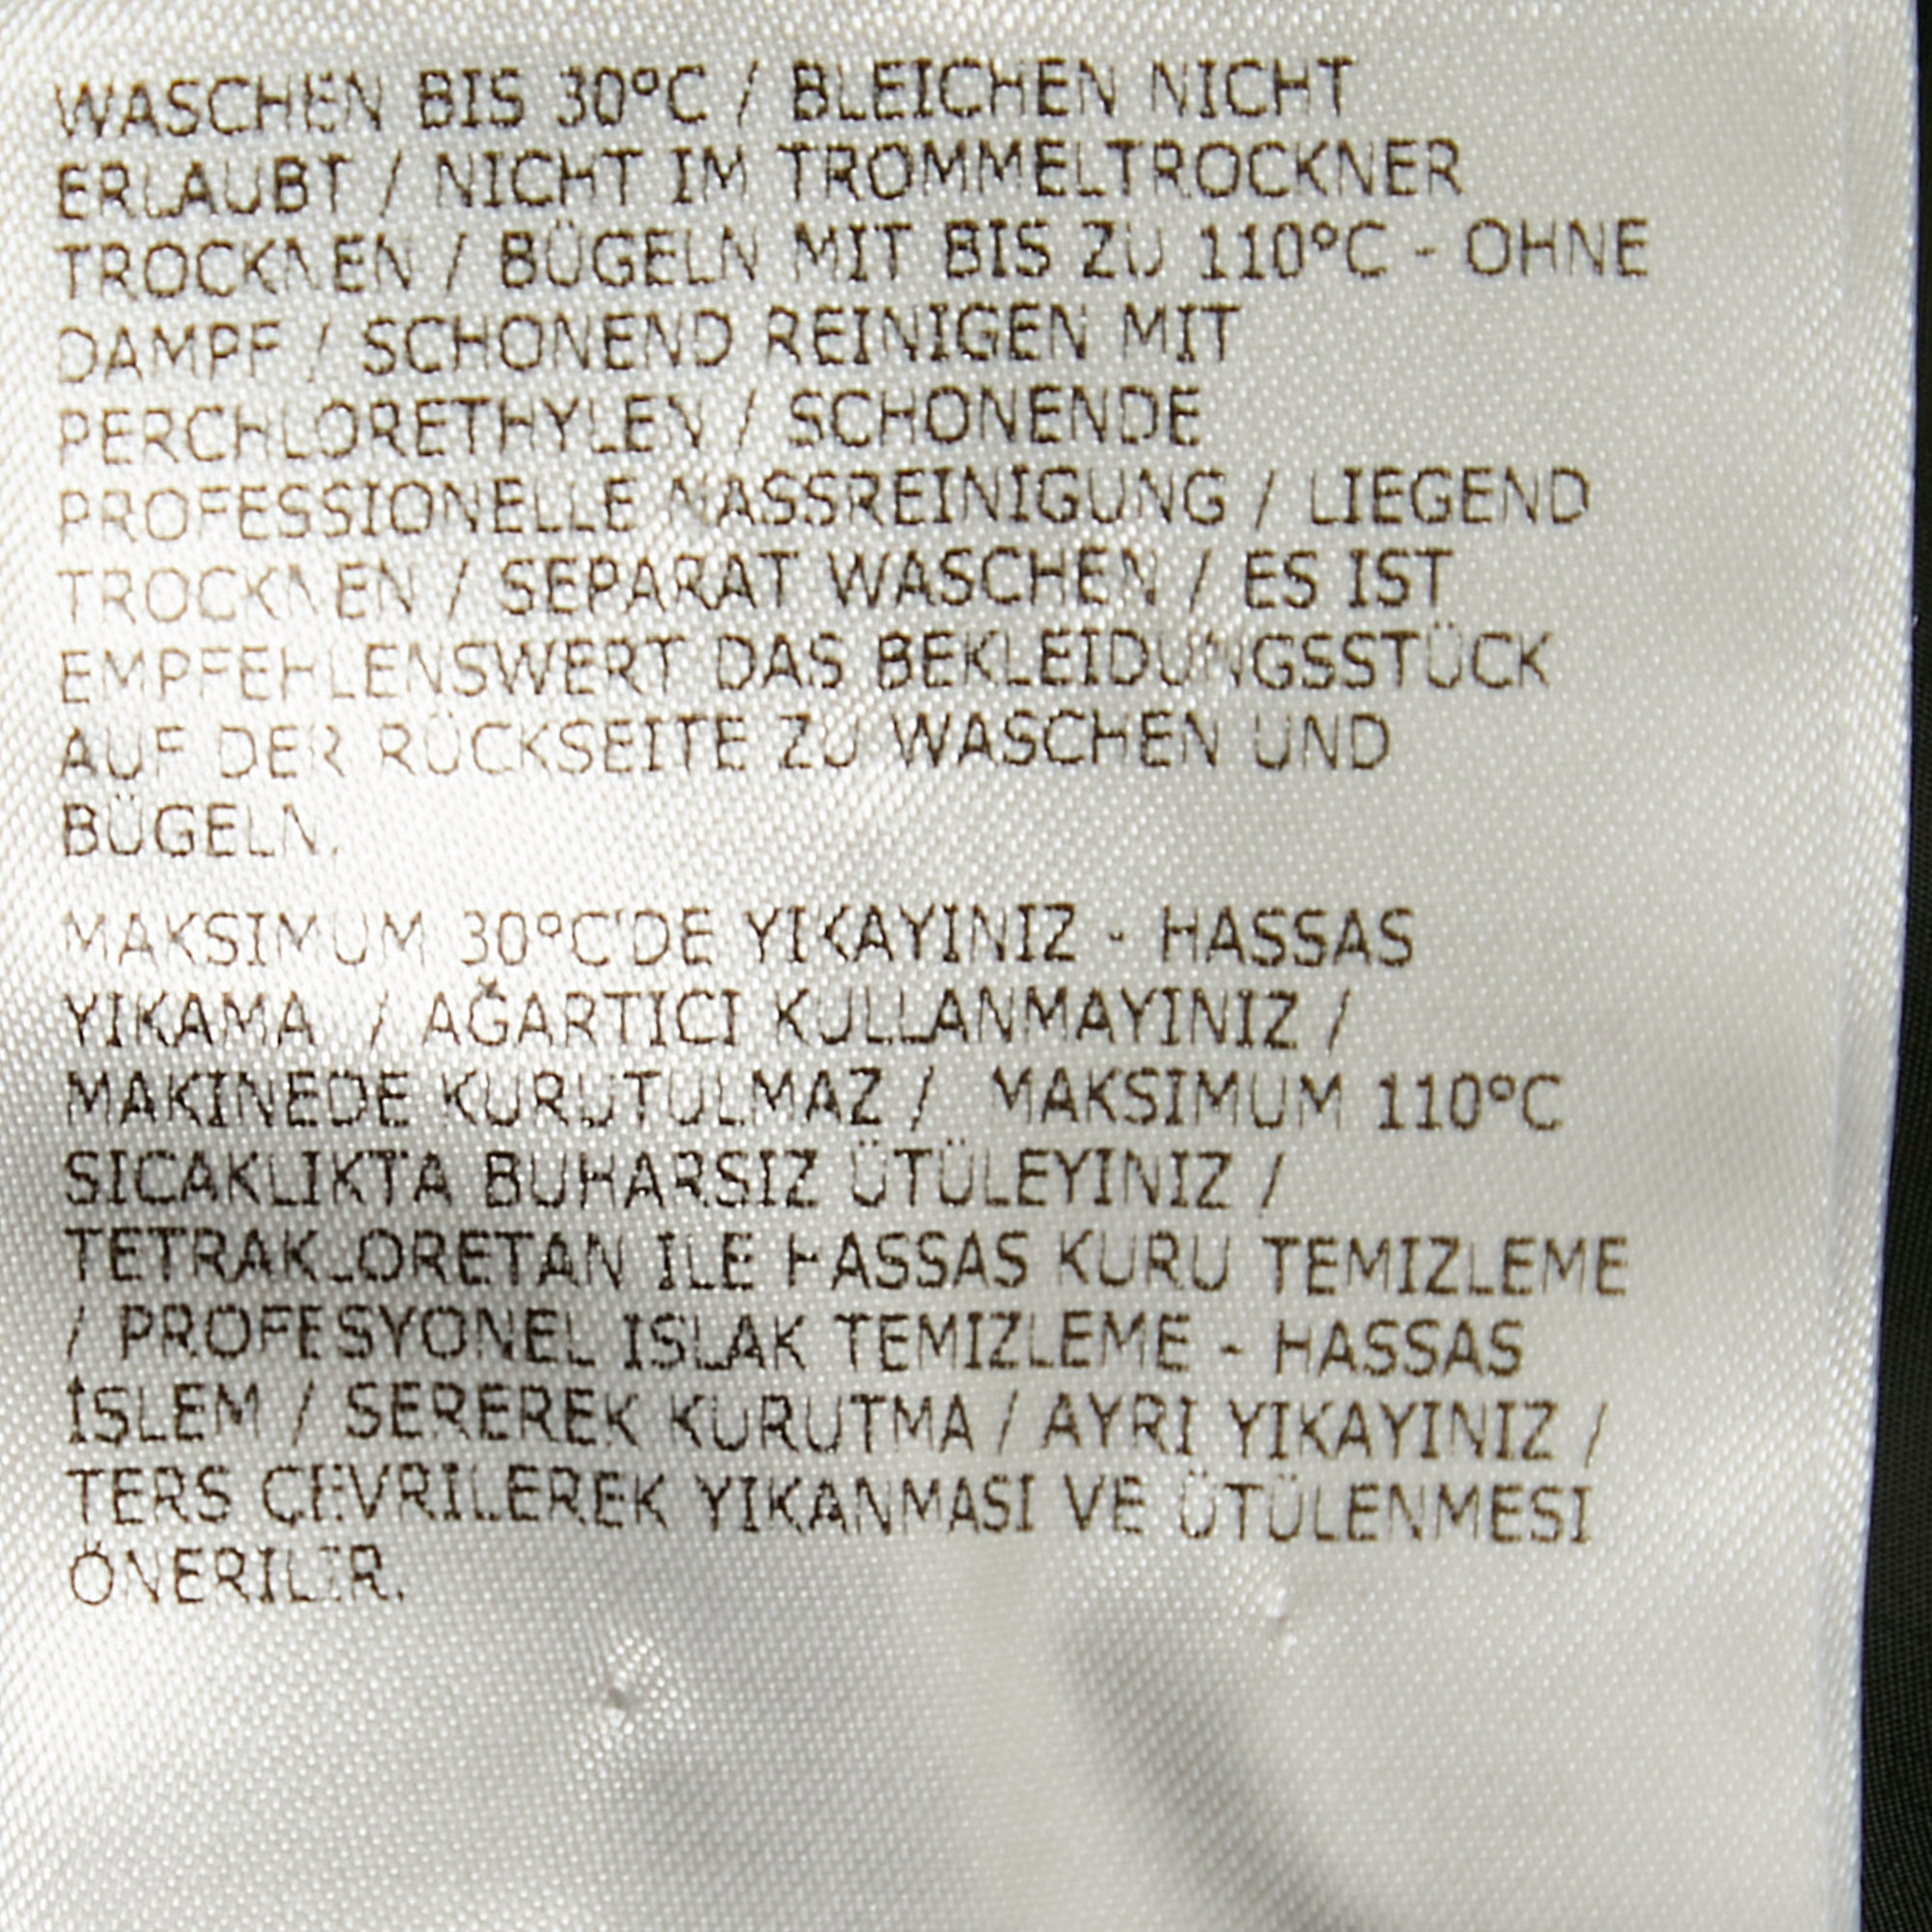 WASCHEN BIS 30°C / BLEICHEN NICHT
ERLAUBT / NICHT IM TROMMELTROCKNER
TROCKNEN / BÜGELN MIT BIS ZU 110°C - OHNE
DAMPF / SCHONEND REINIGEN MIT
PERCHLORETHYLEN / SCHONENDE
PROFESSIONELLE NASSREINIGUNG / LIEGEND
TROCKNEN / SEPARAT WASCHEN / ES IST
EMPFEHLENSWERT DAS BEKLEIDUNGSSTÜCK
AUF DER RÜCKSEITE ZU WASCHEN UND
BÜGELN.
MAKSIMUM 30°C'DE YIKAYINIZ - HASSAS
YIKAMA / AĞARTICI KULLANMAYINIZ /
MAKINEDE KURUTULMAZ / MAKSIMUM 110°C
SICAKLIKTA BUHARSIZ ÜTÜLEYINIZ /
TETRAKLORETAN ILE HASSAS KURU TEMIZLEME
/ PROFESYONEL ISLAK TEMIZLEME - HASSAS
İSLEM / SEREREK KURUTMA / AYRI YIKAYINIZ /
TERS CEVRILEREK YIKANMASI VE ÜTÜLENMESI
ÖNERILIR.